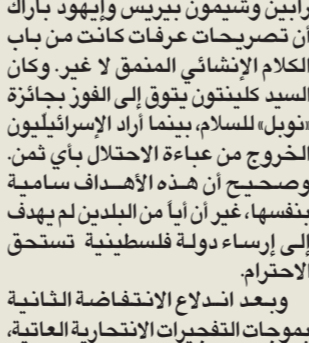 رابين وشيمون بيريس وإيهود باراك
أن تصريحات عرفات كانت من باب
الكلام الإنشائي المنمق لا غير. وكان
السيد كلينتون يتوق إلى الفوز بجائزة
«نوبل» للسلام، بينما أراد الإسرائيليون
الخروج من عباءة الاحتلال بأي ثمن.
وصحيح أن هذه الأهداف سامية
بنفسها، غير أن أياً من البلدين لم يهدف
إلى إرساء دولة فلسطينية تستحق
الاحترام.
وبعد اندلاع الانتفاضة الثانية
بموجات التفجيرات الانتحارية العاتية،